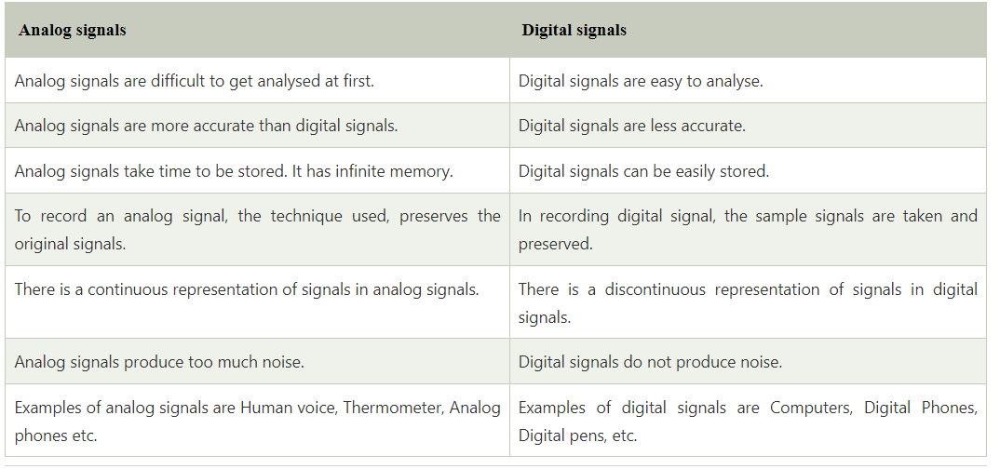 Analog signals
Digital signals
Analog signals are difficult to get analysed at first.
Digital signals are easy to analyse.
Analog signals are more accurate than digital signals.
Digital signals are less accurate.
Analog signals take time to be stored. It has infinite memory.
Digital signals can be easily stored.
To record an analog signal, the technique used, preserves the
original signals.
In recording digital signal, the sample signals are taken and
preserved.
There is a continuous representation of signals in analog signals.
There is a discontinuous representation of signals in digital
signals.
Analog signals produce too much noise.
Digital signals do not produce noise.
Examples of analog signals are Human voice, Thermometer, Analog
phones etc.
Examples of digital signals are Computers, Digital Phones,
Digital pens, etc.